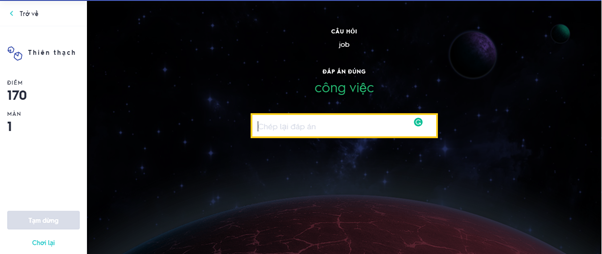 Trở về
Thiên thạch
ĐIỂM
170
MÀN
1
Tạm dừng
Chơi lại
CÂU HỎI
job
ĐÁP ÁN ĐÚNG
công việc
Chép lại đáp án